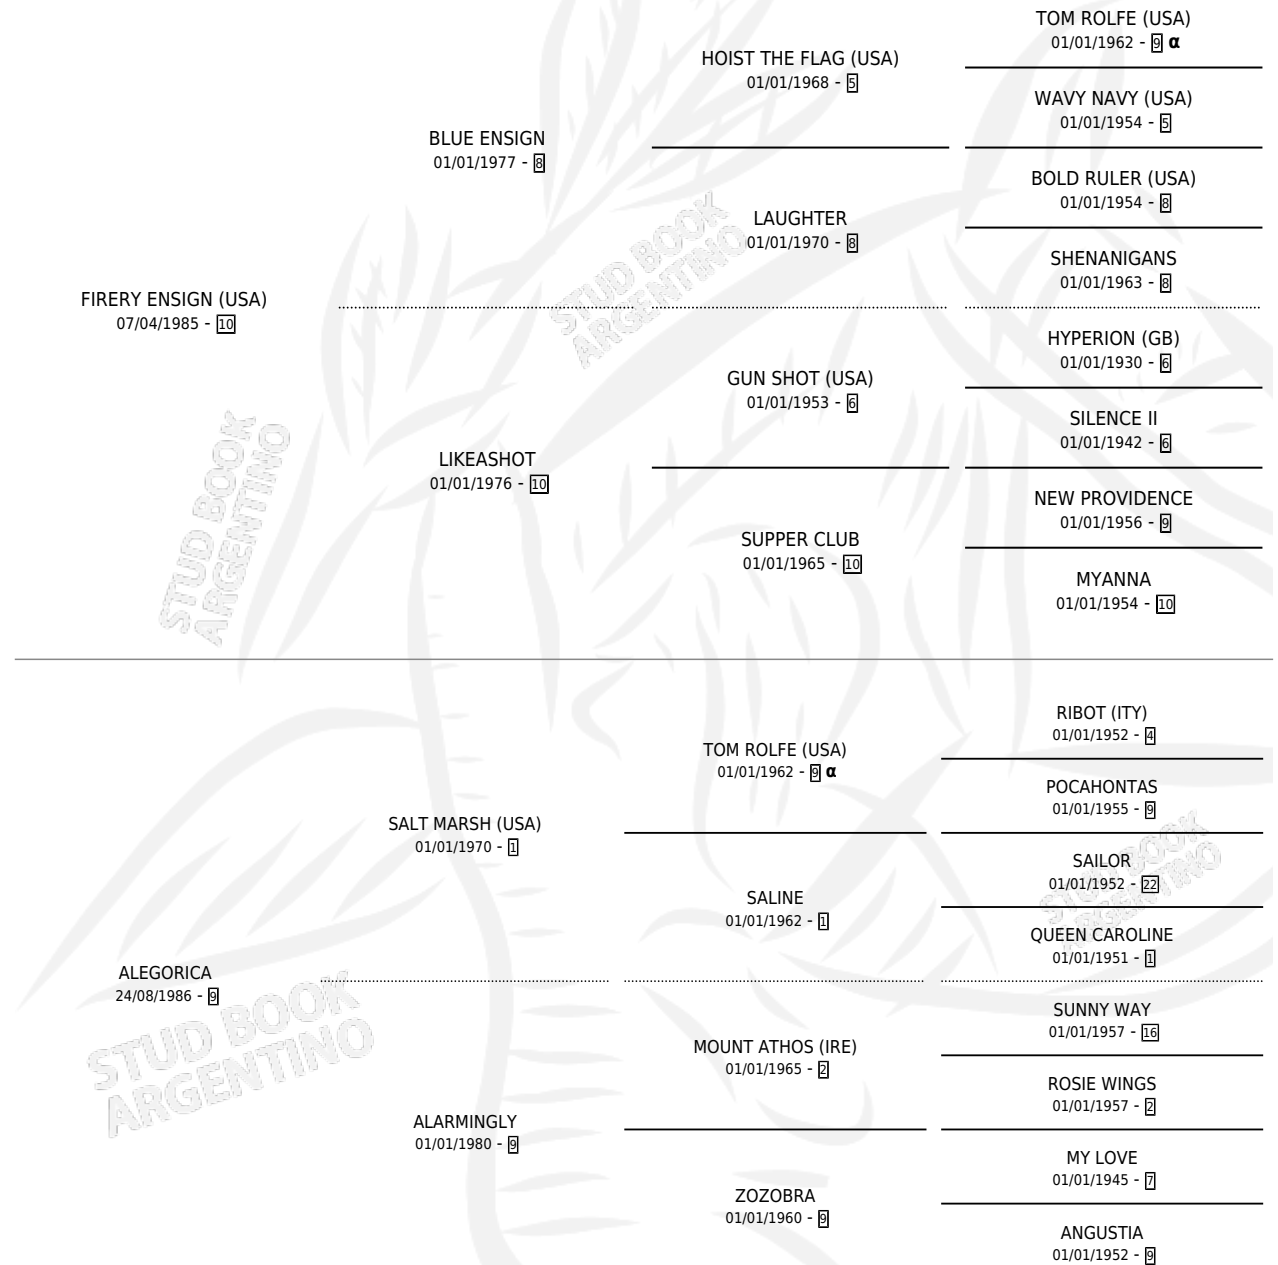 TOM ROLFE (USA)
01/01/1962 - 9 α
HOIST THE FLAG (USA)
01/01/1968 - 5
WAVY NAVY (USA)
01/01/1954 - 5
BLUE ENSIGN
01/01/1977 - 8
BOLD RULER (USA)
01/01/1954 - 8
LAUGHTER
01/01/1970 - 8
SHENANIGANS
01/01/1963 - 8
FIRERY ENSIGN (USA)
07/04/1985 - 10
HYPERION (GB)
01/01/1930 - 6
GUN SHOT (USA)
01/01/1953 - 6
SILENCE II
01/01/1942 - 6
LIKEASHOT
01/01/1976 - 10
NEW PROVIDENCE
01/01/1956 - 9
SUPPER CLUB
01/01/1965 - 10
MYANNA
01/01/1954 - 10
RIBOT (ITY)
01/01/1952 - 4
TOM ROLFE (USA)
01/01/1962 - 9 α
POCAHONTAS
01/01/1955 - 9
SALT MARSH (USA)
01/01/1970 - 1
SAILOR
01/01/1952 - 22
SALINE
01/01/1962 - 1
QUEEN CAROLINE
01/01/1951 - 1
ALEGORICA
24/08/1986 - 9
SUNNY WAY
01/01/1957 - 16
MOUNT ATHOS (IRE)
01/01/1965 - 2
ROSIE WINGS
01/01/1957 - 2
ALARMINGLY
01/01/1980 - 9
MY LOVE
01/01/1945 - 7
ZOZOBRA
01/01/1960 - 9
ANGUSTIA
01/01/1952 - 9
STUD BOOK
ARGENTINO
STUD BOOK
ARGENTINO
STUD BOOK
ARGENTINO
STUD BOOK
ARGENTINO